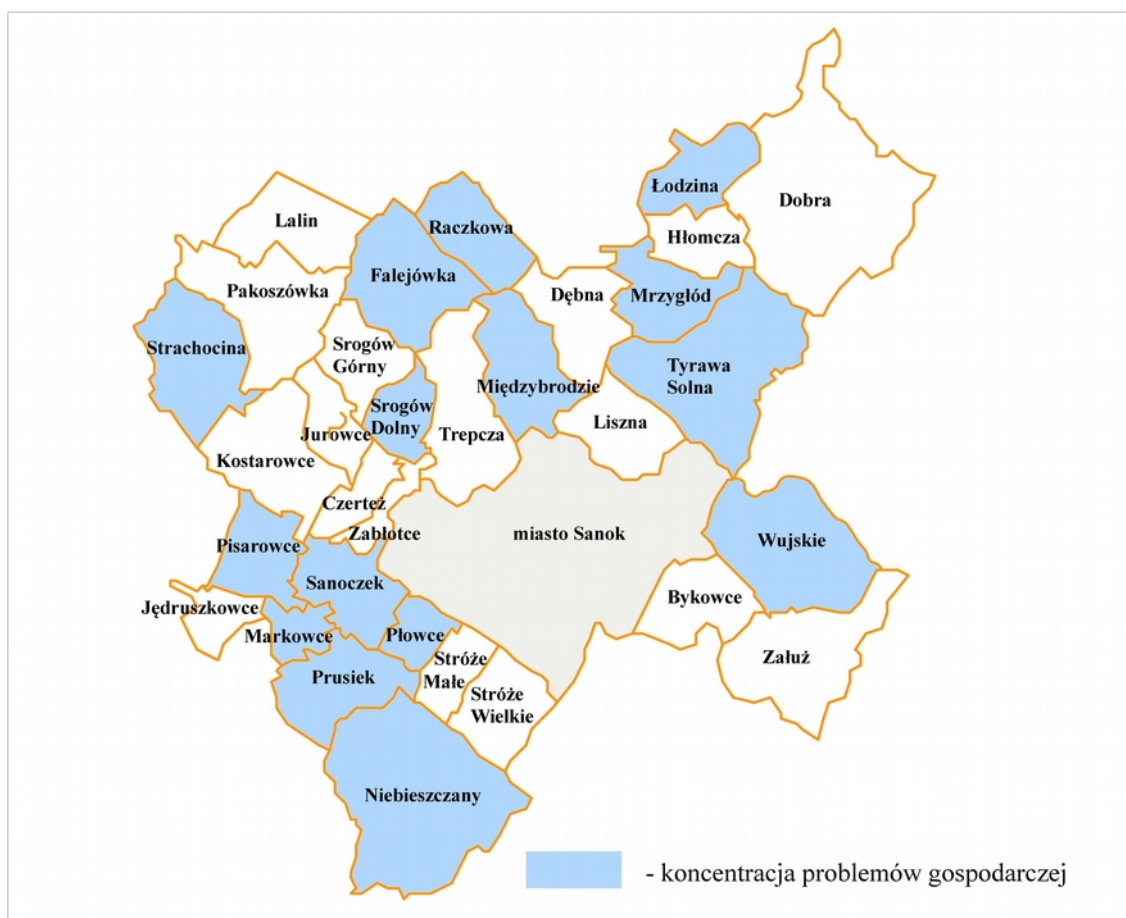 Łodzina
Dobra
Lalin
Raczkowa
Hłomcza
Falejówka
Pakoszówka
Dębna
Mrzygłód
Strachocina
Srogów
Górny
Tyrawa
Solna
Międzybrodzie
Srogów
Dolny
Liszna
Jurowce
Trepcza
Kostarowce
Czerteż
Zabłotce
miasto Sanok
Wujskie
Pisarowce
Sanoczek
Bykowce
Jędruszkowce
Markowce
Płowce
Stróże
Małe
Załuż
Prusiek
Stróże
Wielkie
Niebieszczany
- koncentracja problemów gospodarczej